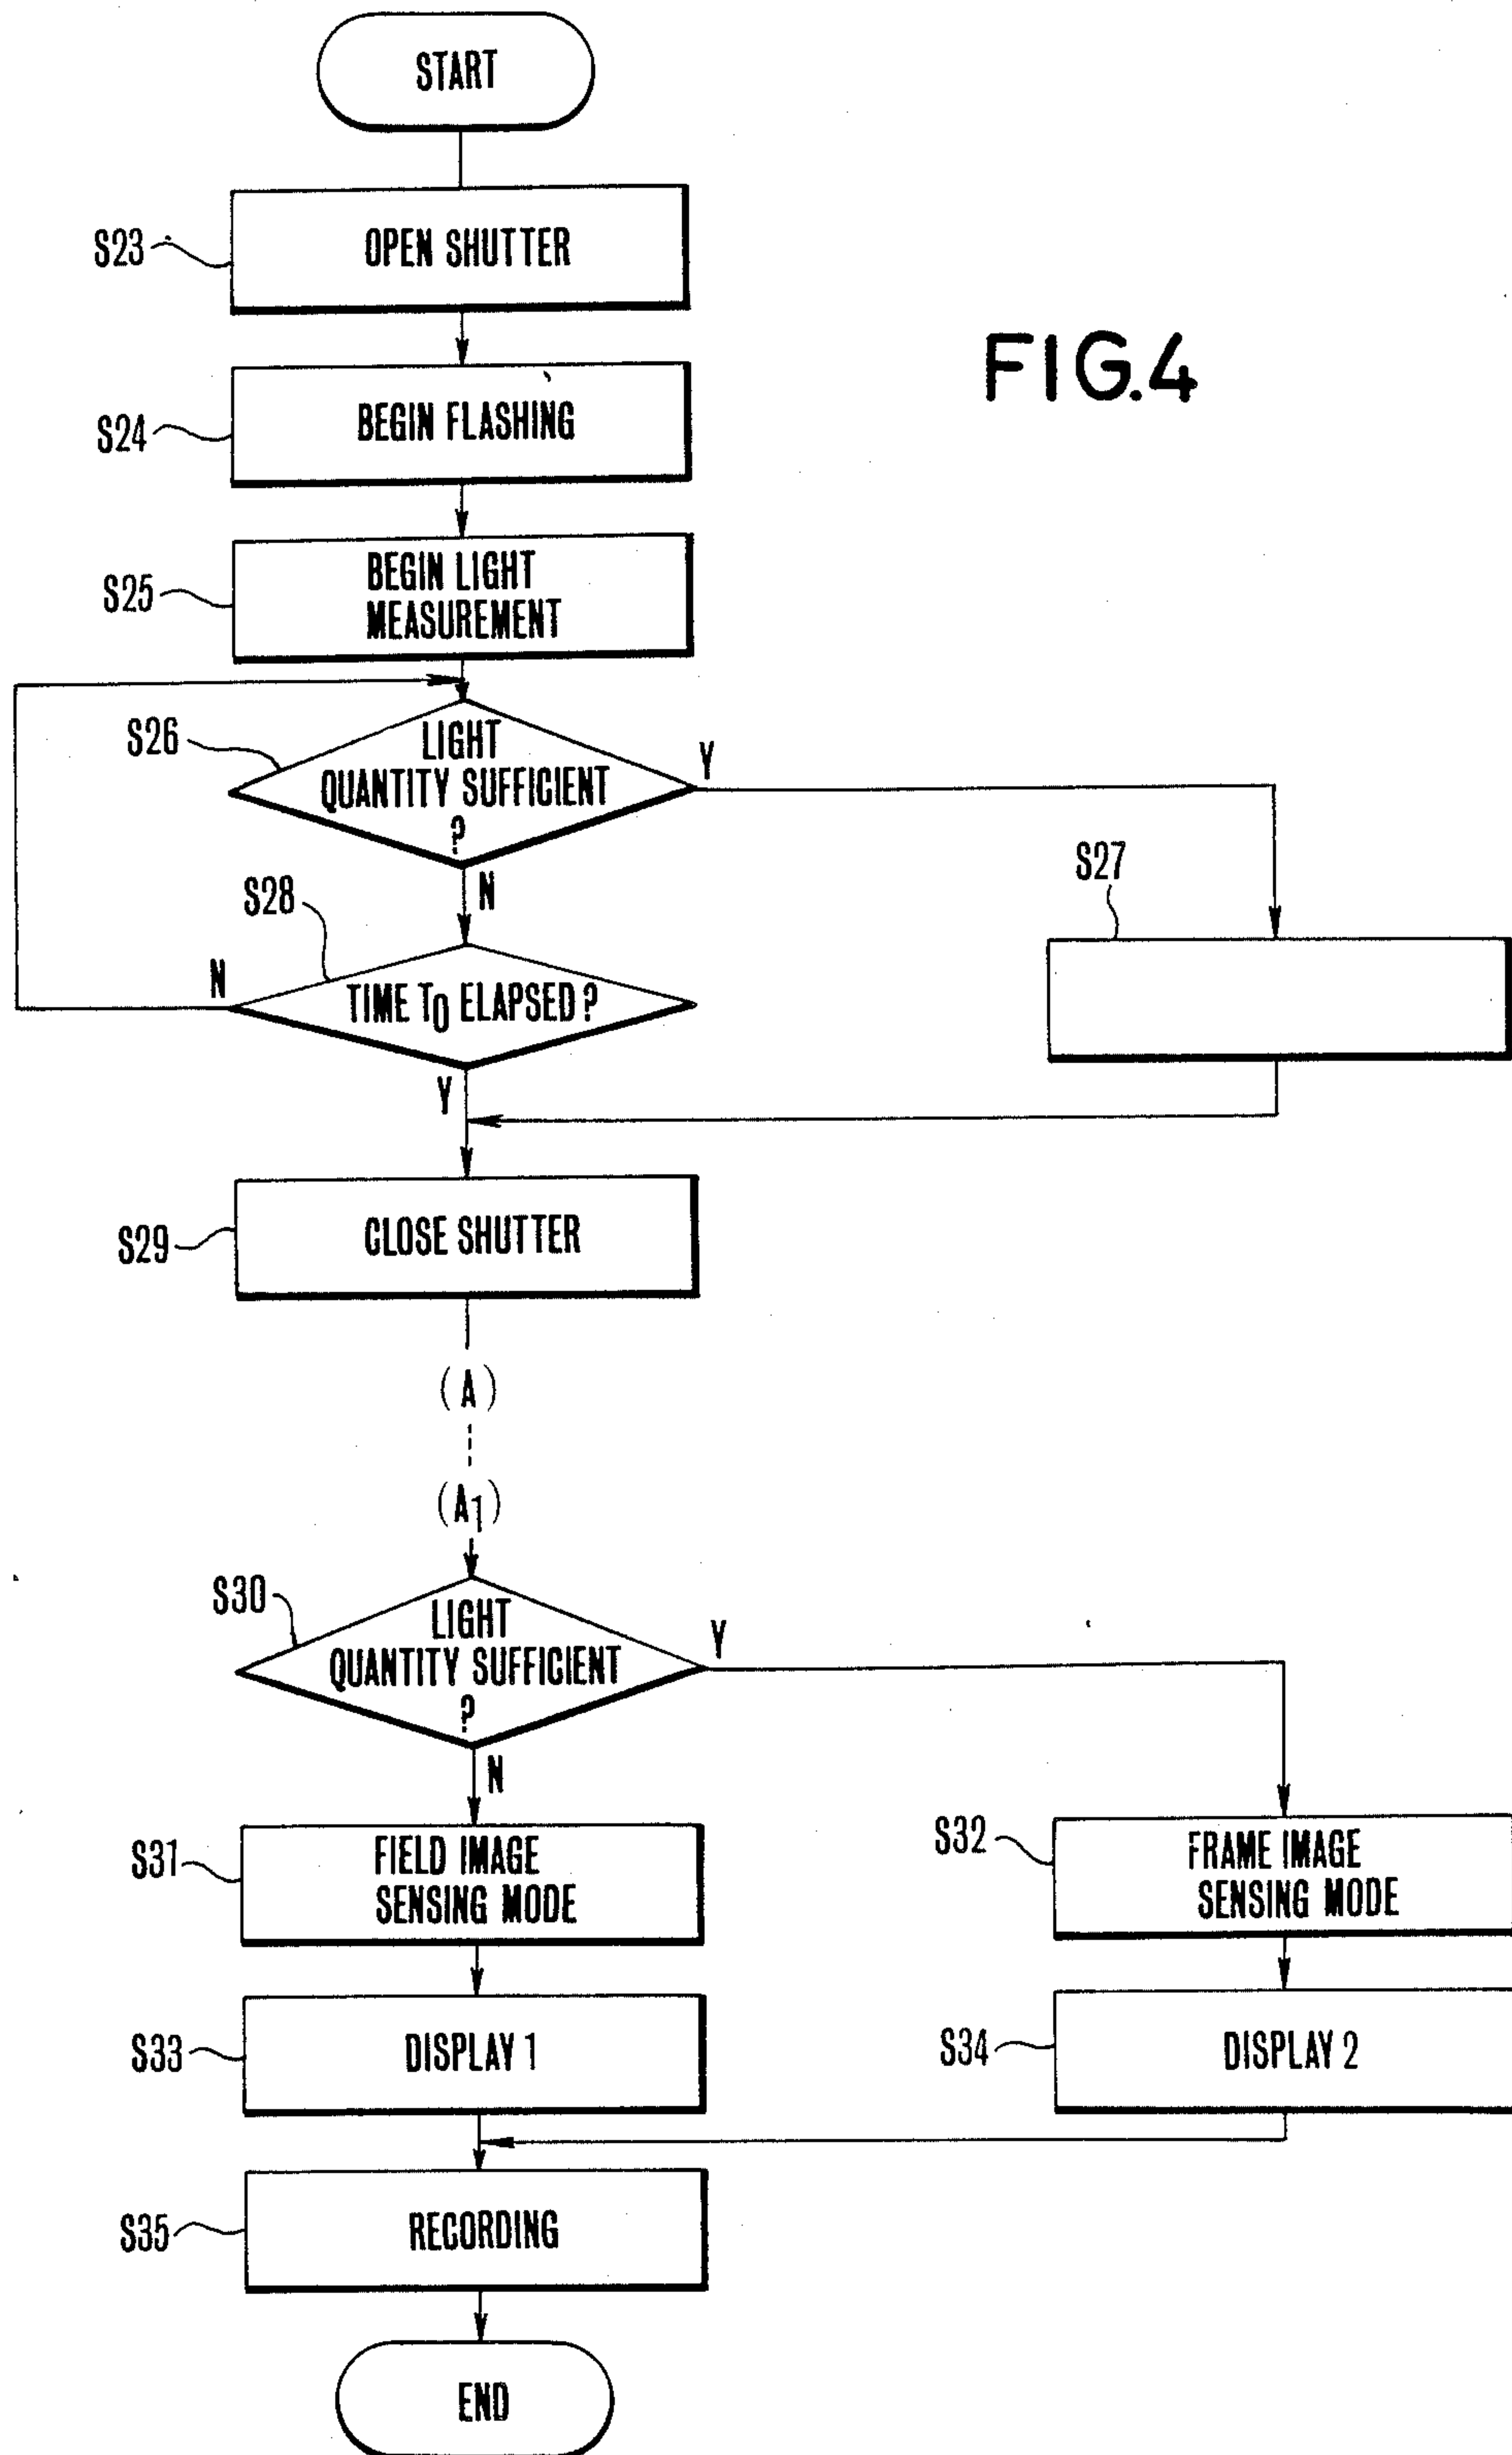 START
S23
OPEN SHUTTER
FIG.4
S24
BEGIN FLASHING
S25
BEGIN LIGHT
MEASUREMENT
S26
LIGHT
QUANTITY SUFFICIENT
?
Y
N
S27
S28
N
TIME T0 ELAPSED?
Y
S29
CLOSE SHUTTER
(A)
(A1)
S30
LIGHT
QUANTITY SUFFICIENT
?
Y
N
S31
FIELD IMAGE
SENSING MODE
S32
FRAME IMAGE
SENSING MODE
S33
DISPLAY 1
S34
DISPLAY 2
S35
RECORDING
END